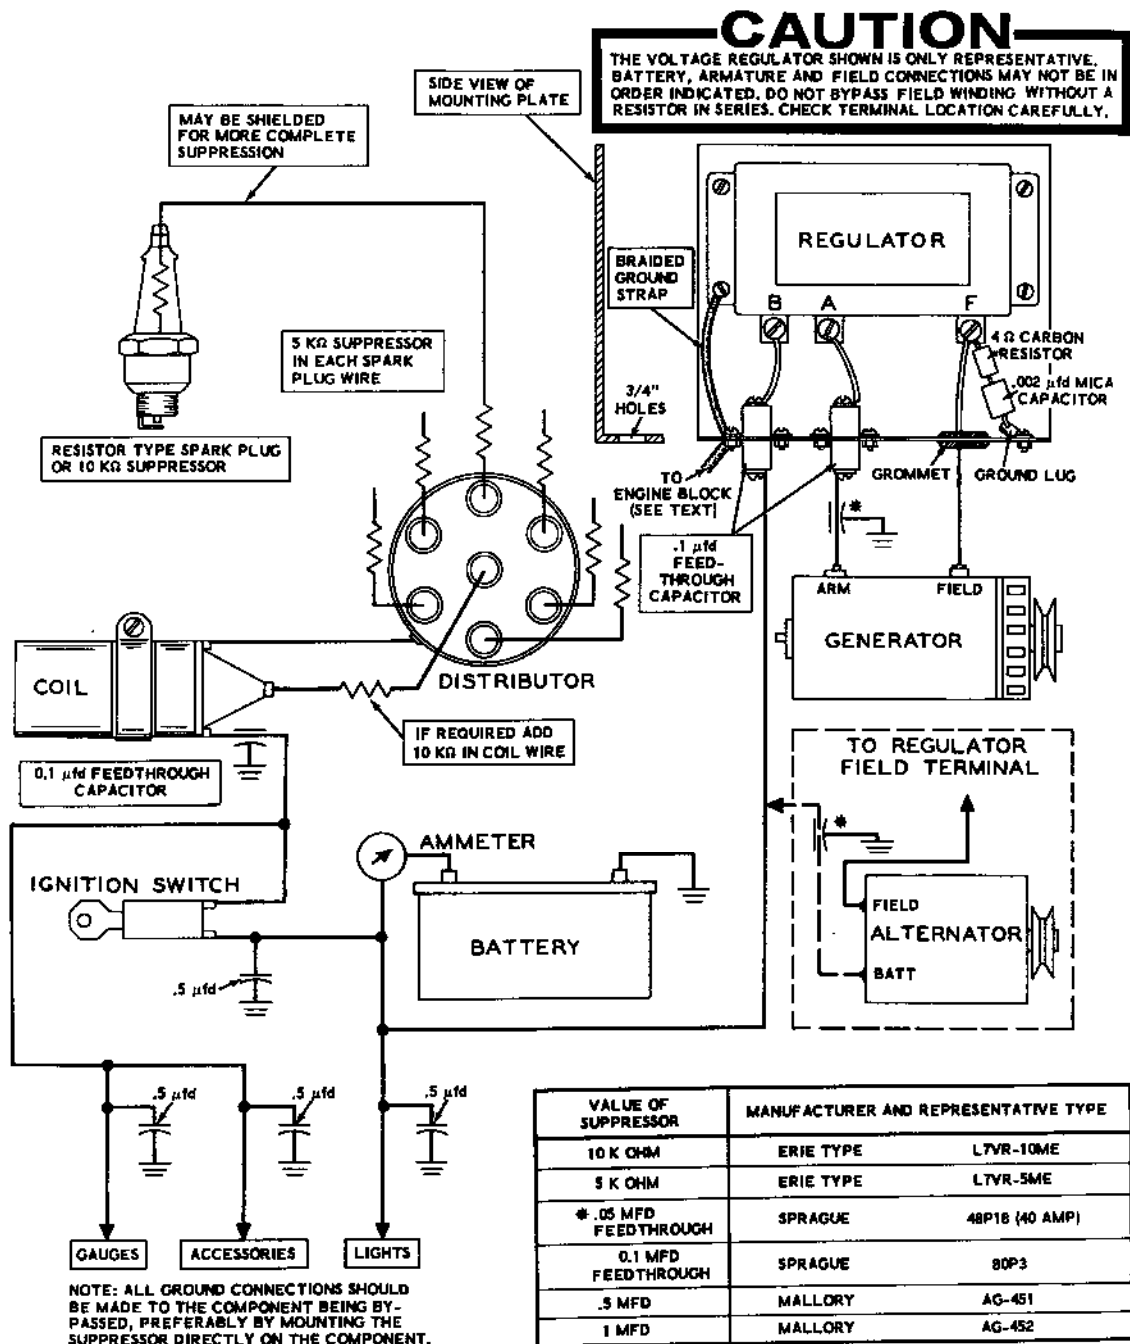 CAUTION
THE VOLTAGE REGULATOR SHOWN IS ONLY REPRESENTATIVE.
BATTERY, ARMATURE AND FIELD CONNECTIONS MAY NOT BE IN
ORDER INDICATED. DO NOT BYPASS FIELD WINDING WITHOUT A
RESISTOR IN SERIES. CHECK TERMINAL LOCATION CAREFULLY.
SIDE VIEW OF
MOUNTING PLATE
MAY BE SHIELDED
FOR MORE COMPLETE
SUPPRESSION
REGULATOR
BRAIDED
GROUND
STRAP
B
A
F
4 Ω CARBON
RESISTOR
.002 µfd MICA
CAPACITOR
5 KΩ SUPPRESSOR
IN EACH SPARK
PLUG WIRE
3/4"
HOLES
RESISTOR TYPE SPARK PLUG
OR 10 KΩ SUPPRESSOR
TO
ENGINE BLOCK
(SEE TEXT)
GROMMET
GROUND LUG
*
.1 µfd
FEED-
THROUGH
CAPACITOR
ARM
FIELD
GENERATOR
COIL
DISTRIBUTOR
IF REQUIRED ADD
10 KΩ IN COIL WIRE
0.1 µfd FEEDTHROUGH
CAPACITOR
TO REGULATOR
FIELD TERMINAL
*
AMMETER
IGNITION SWITCH
BATTERY
FIELD
ALTERNATOR
BATT
.5 µfd
.5 µfd
.5 µfd
.5 µfd
GAUGES
ACCESSORIES
LIGHTS
NOTE: ALL GROUND CONNECTIONS SHOULD
BE MADE TO THE COMPONENT BEING BY-
PASSED, PREFERABLY BY MOUNTING THE
SUPPRESSOR DIRECTLY ON THE COMPONENT.
VALUE OF
SUPPRESSOR
MANUFACTURER AND REPRESENTATIVE TYPE
10 K OHM ERIE TYPE L7VR-10ME
5 K OHM ERIE TYPE L7VR-5ME
* .05 MFD
FEEDTHROUGH SPRAGUE 48P18 (40 AMP)
0.1 MFD
FEEDTHROUGH SPRAGUE 80P3
.5 MFD MALLORY AG-451
1 MFD MALLORY AG-452